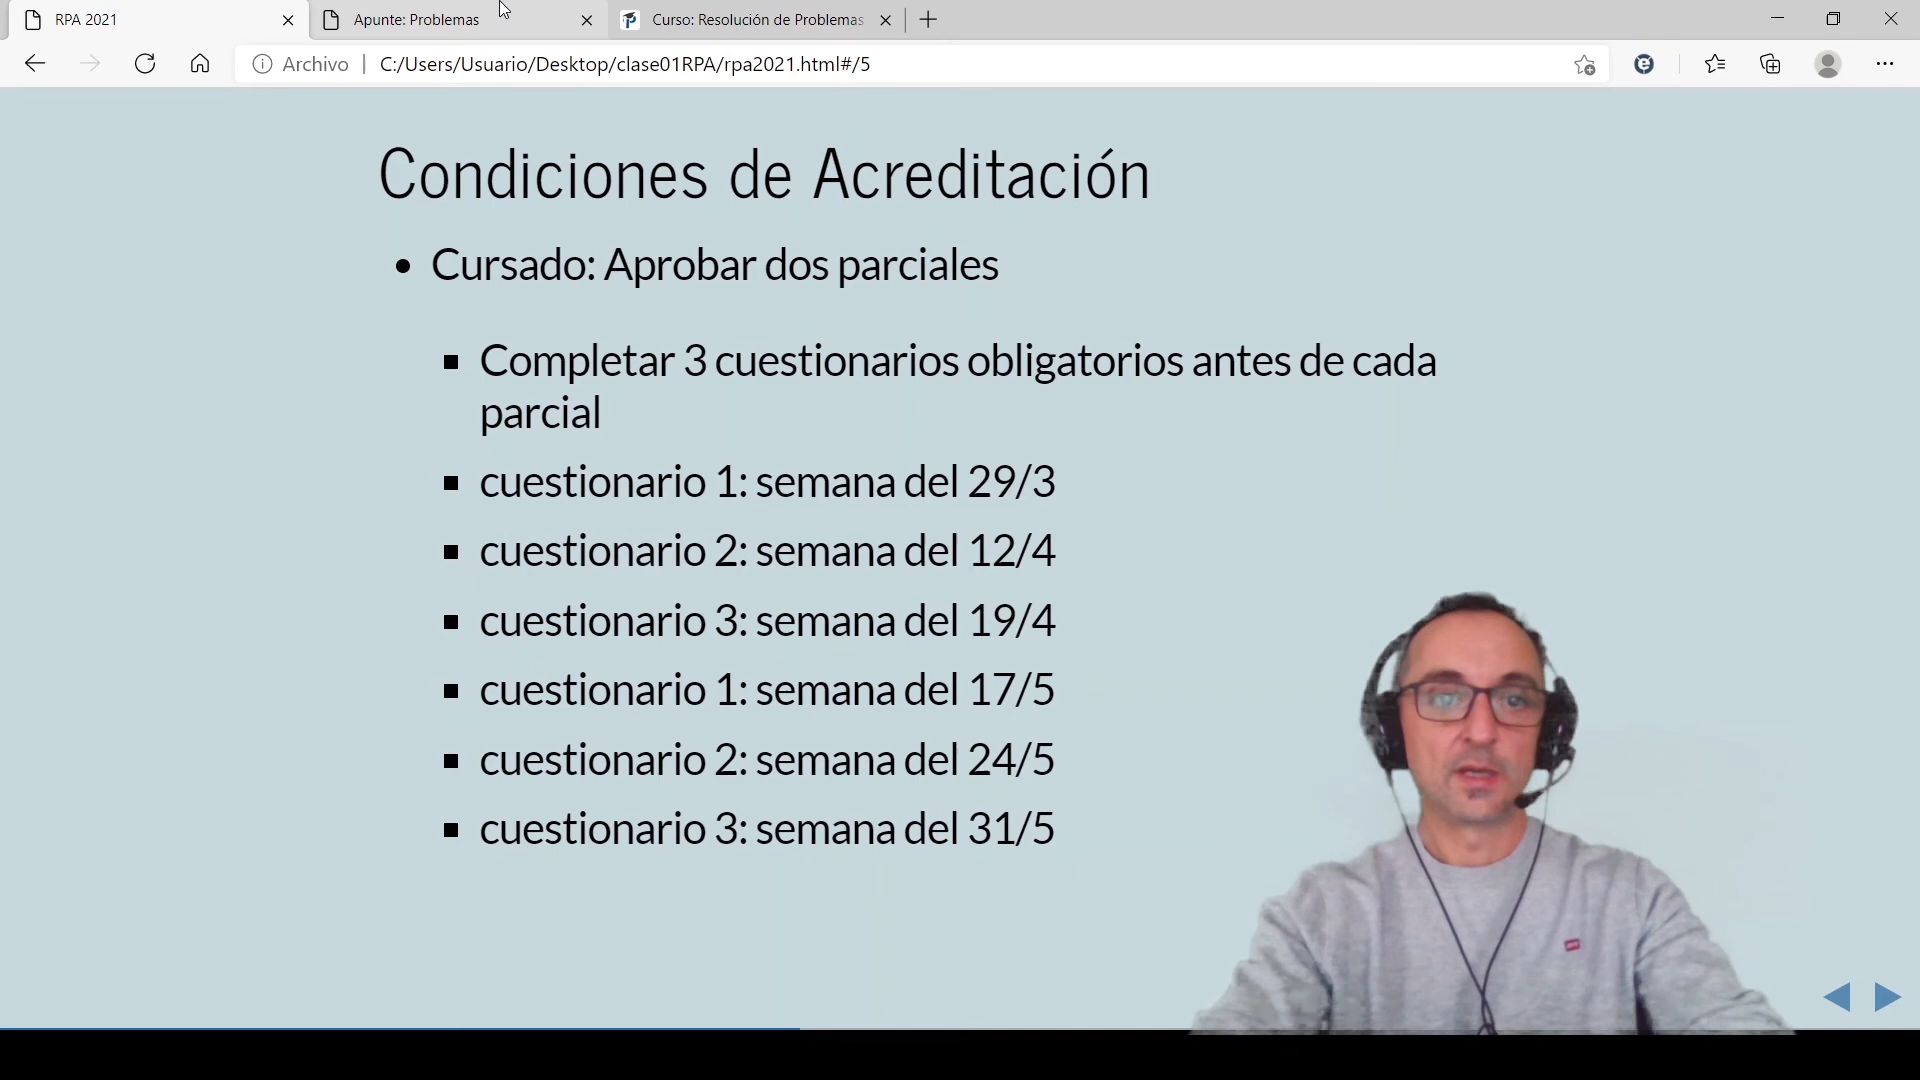 RPA 2021
Apunte: Problemas
Curso: Resolución de Problemas
Archivo
C:/Users/Usuario/Desktop/clase01RPA/rpa2021.html#/5
Condiciones de Acreditación
Cursado: Aprobar dos parciales
Completar 3 cuestionarios obligatorios antes de cada
parcial
cuestionario 1: semana del 29/3
cuestionario 2: semana del 12/4
cuestionario 3: semana del 19/4
cuestionario 1: semana del 17/5
cuestionario 2: semana del 24/5
cuestionario 3: semana del 31/5